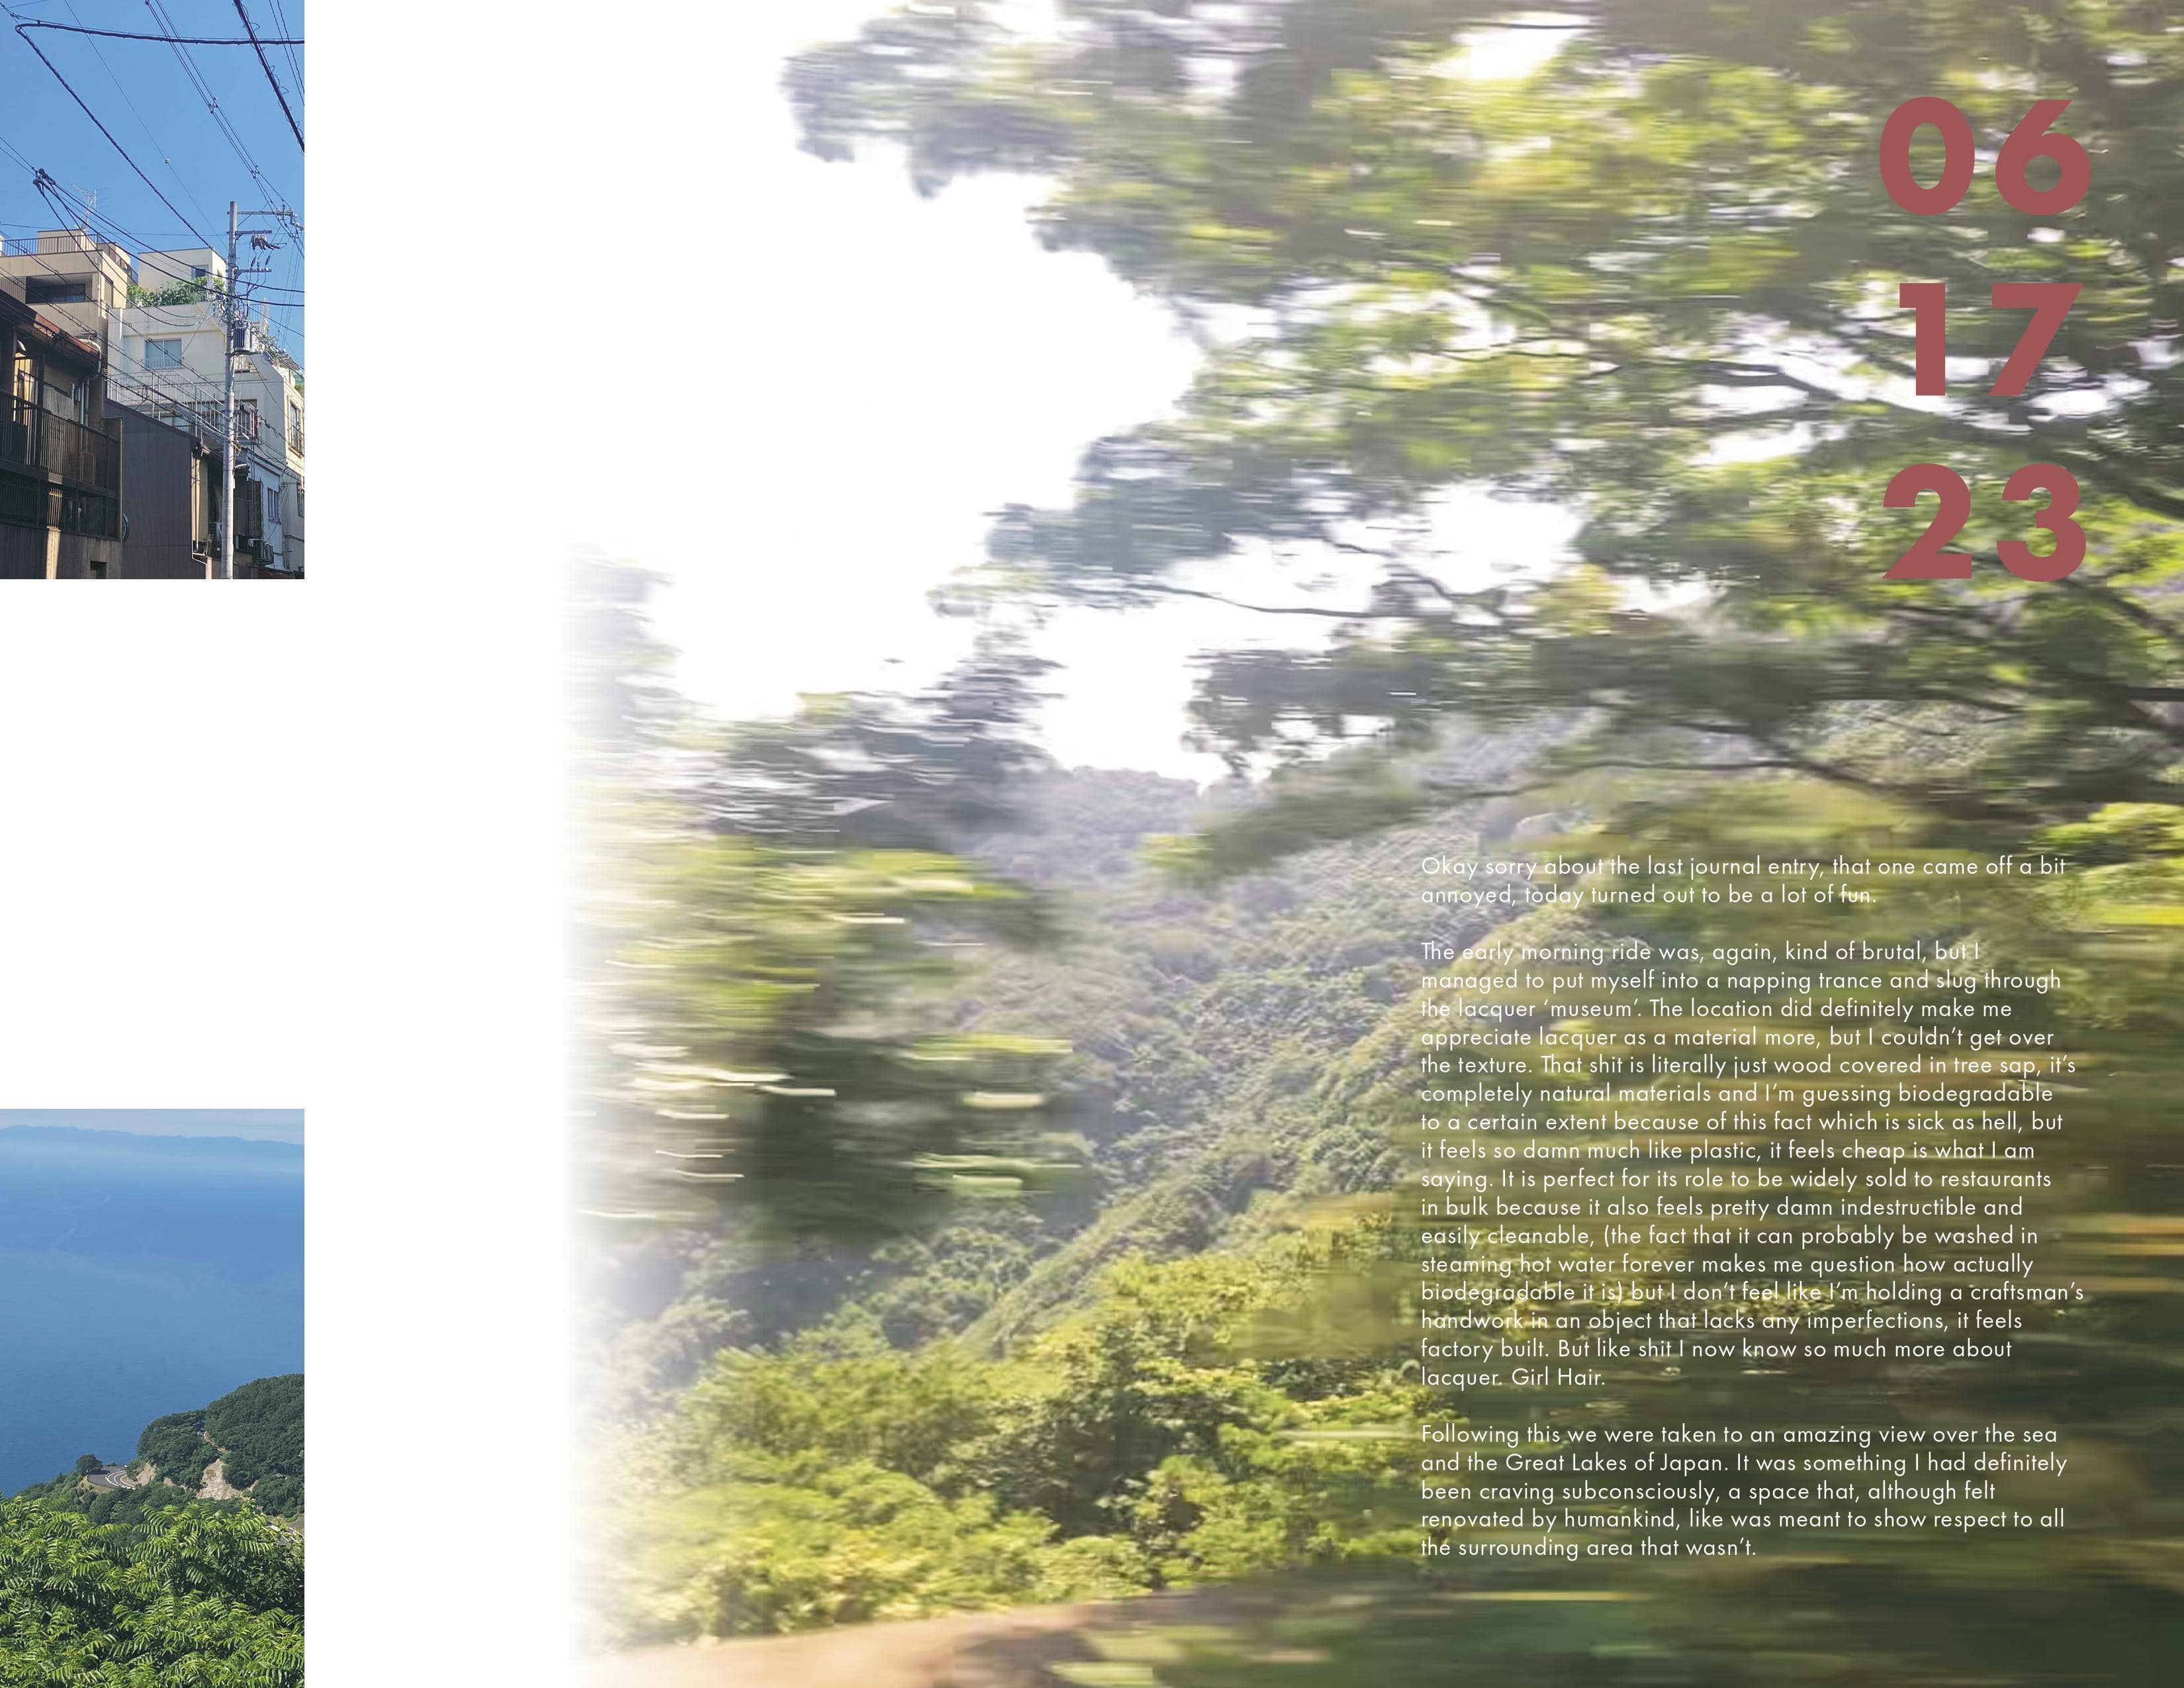 06
17
23
Okay sorry about the last journal entry, that one came off a bit
annoyed, today turned out to be a lot of fun.
The early morning ride was, again, kind of brutal, but I
managed to put myself into a napping trance and slug through
the lacquer ‘museum’. The location did definitely make me
appreciate lacquer as a material more, but I couldn’t get over
the texture. That shit is literally just wood covered in tree sap, it’s
completely natural materials and I’m guessing biodegradable
to a certain extent because of this fact which is sick as hell, but
it feels so damn much like plastic, it feels cheap is what I am
saying. It is perfect for its role to be widely sold to restaurants
in bulk because it also feels pretty damn indestructible and
easily cleanable, (the fact that it can probably be washed in
steaming hot water forever makes me question how actually
biodegradable it is) but I don’t feel like I’m holding a craftsman’s
handwork in an object that lacks any imperfections, it feels
factory built. But like shit I now know so much more about
lacquer. Girl Hair.
Following this we were taken to an amazing view over the sea
and the Great Lakes of Japan. It was something I had definitely
been craving subconsciously, a space that, although felt
renovated by humankind, like was meant to show respect to all
the surrounding area that wasn’t.